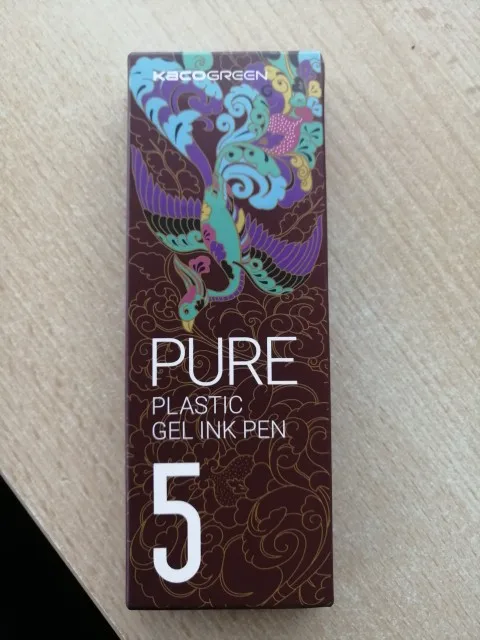 KACOGREEN
PURE
PLASTIC
GEL INK PEN
5